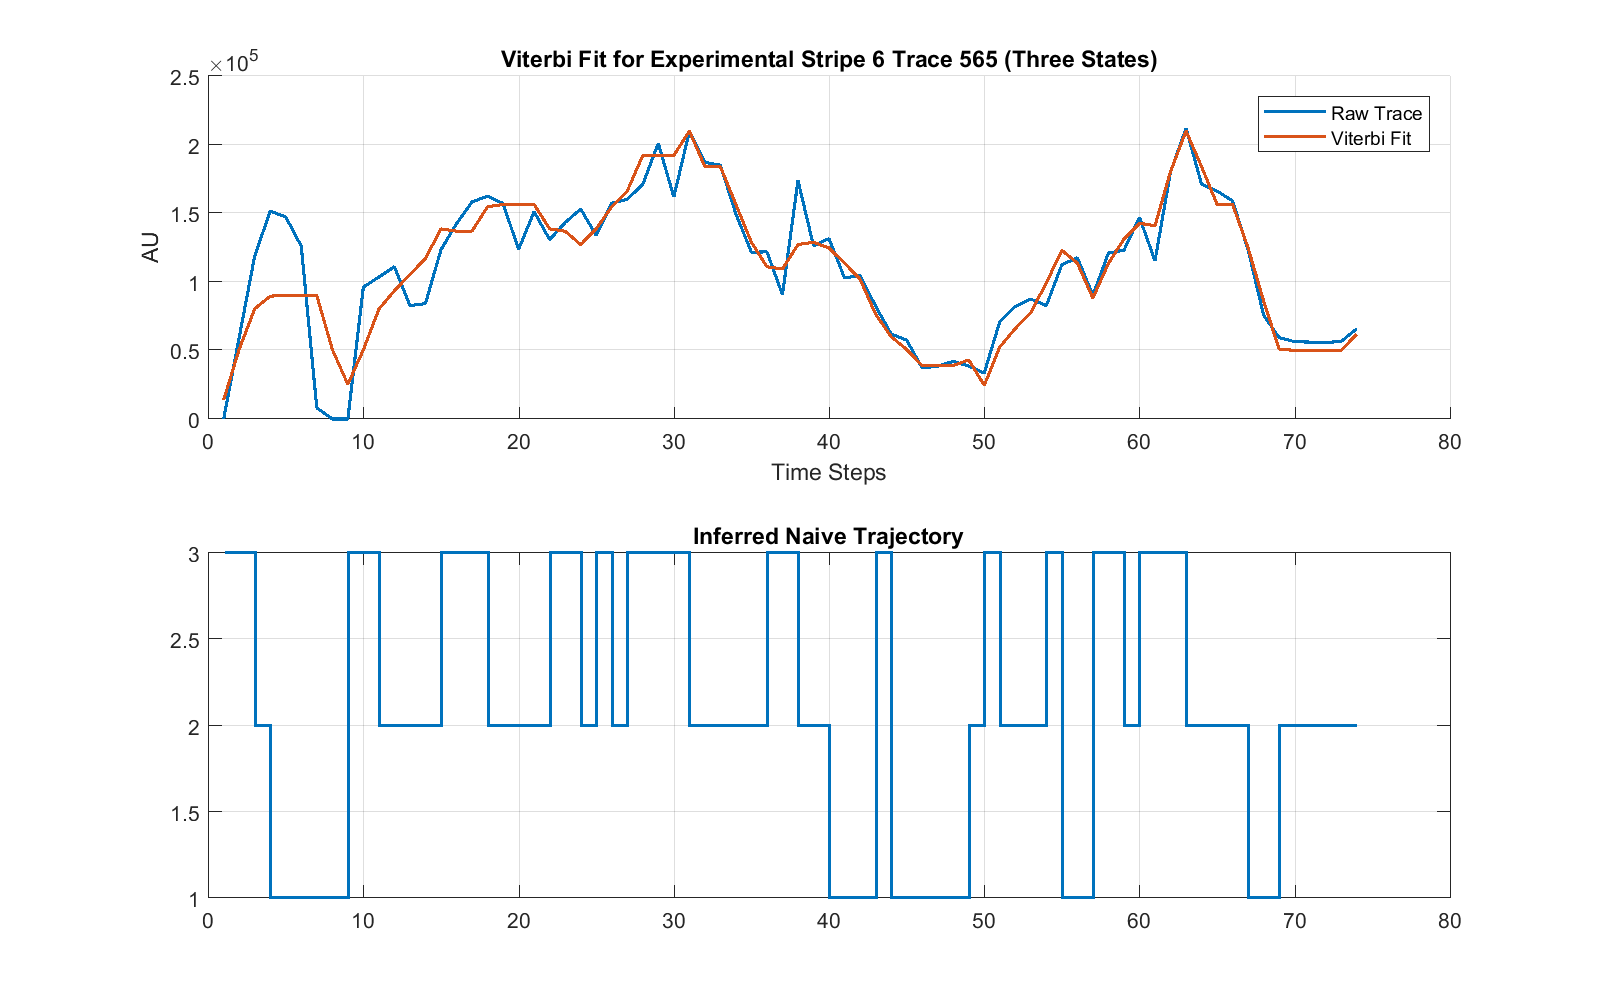 Viterbi Fit for Experimental Stripe 6 Trace 565 (Three States)
×10^5
2.5
2
1.5
1
0.5
0
AU
Raw Trace
Viterbi Fit
0 10 20 30 40 50 60 70 80
Time Steps
Inferred Naive Trajectory
3
2.5
2
1.5
1
0 10 20 30 40 50 60 70 80